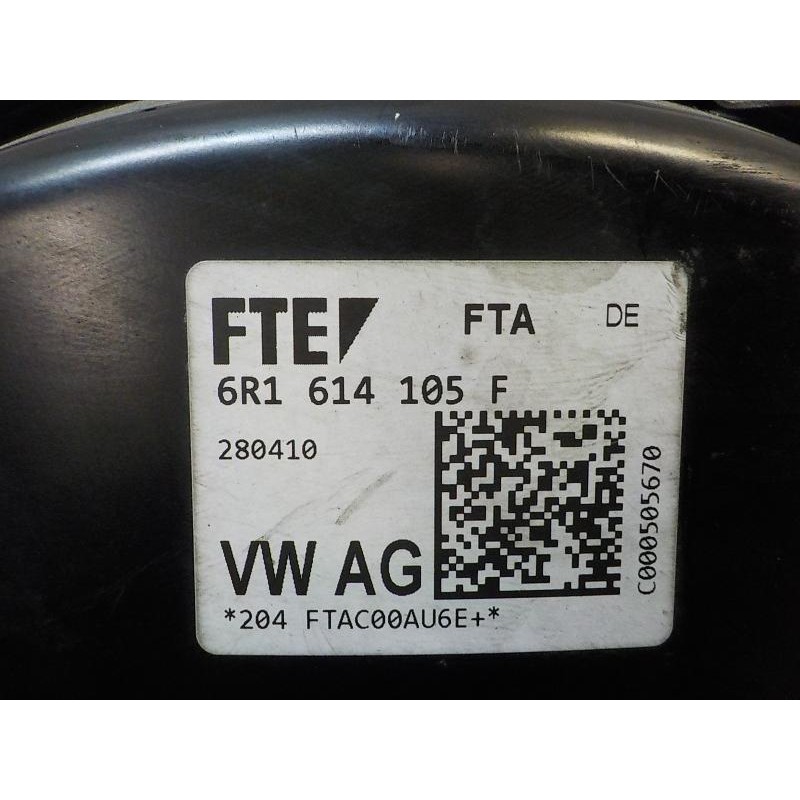 FTE FTA DE
6R1 614 105 F
280410
C000505670
VW AG
*204 FTAC00AU6E+*